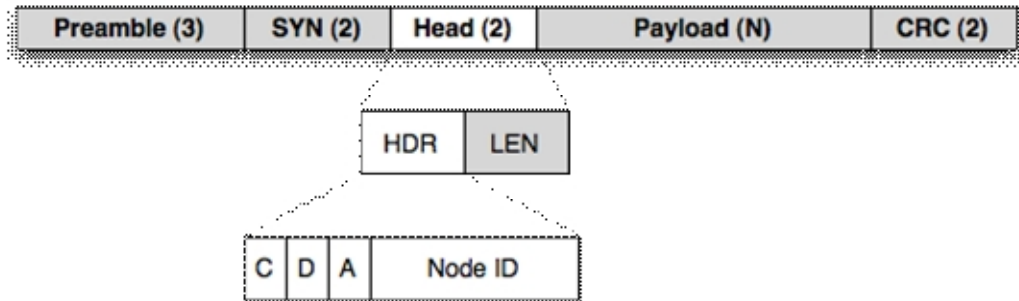 Preamble (3) SYN (2) Head (2) Payload (N) CRC (2)
HDR LEN
C D A Node ID